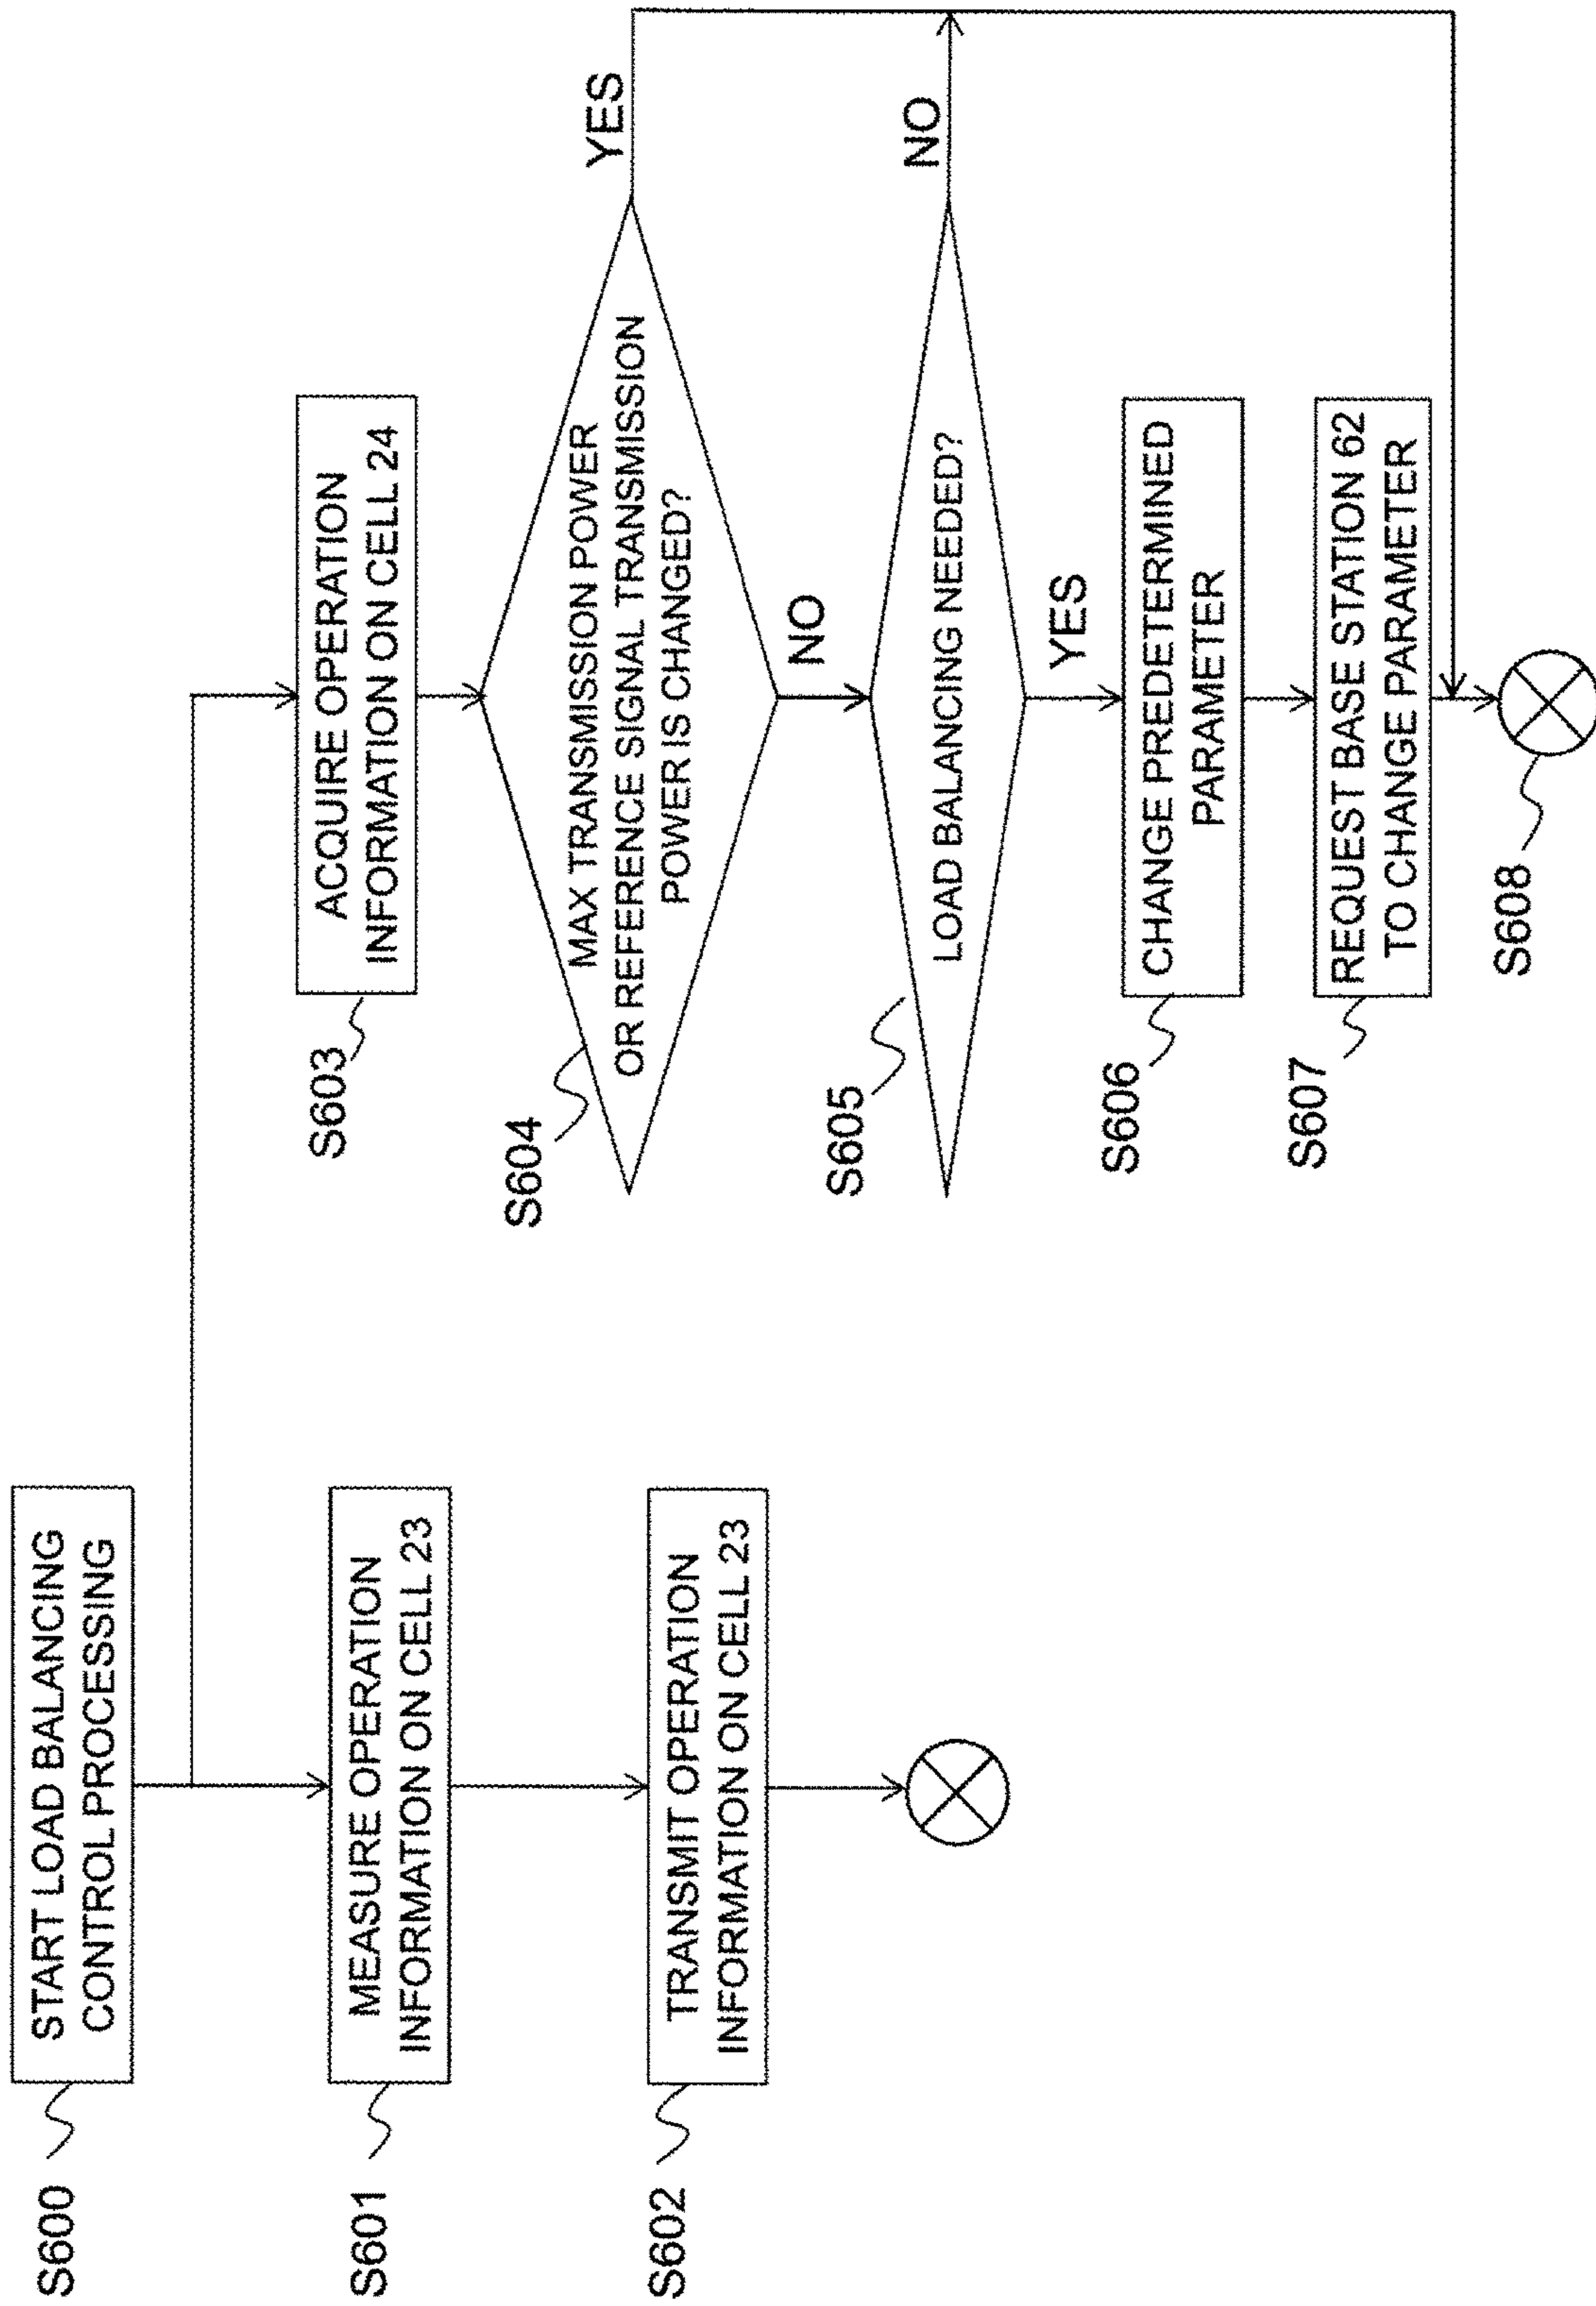 S600
START LOAD BALANCING
CONTROL PROCESSING
S601
MEASURE OPERATION
INFORMATION ON CELL 23
S602
TRANSMIT OPERATION
INFORMATION ON CELL 23
S603
ACQUIRE OPERATION
INFORMATION ON CELL 24
S604
MAX TRANSMISSION POWER
OR REFERENCE SIGNAL TRANSMISSION
POWER IS CHANGED?
YES
NO
S605
LOAD BALANCING NEEDED?
NO
YES
S606
CHANGE PREDETERMINED
PARAMETER
S607
REQUEST BASE STATION 62
TO CHANGE PARAMETER
S608